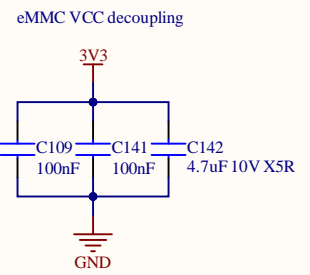 eMMC VCC decoupling
3V3
C109
100nF
C141
100nF
C142
4.7uF 10V X5R
GND